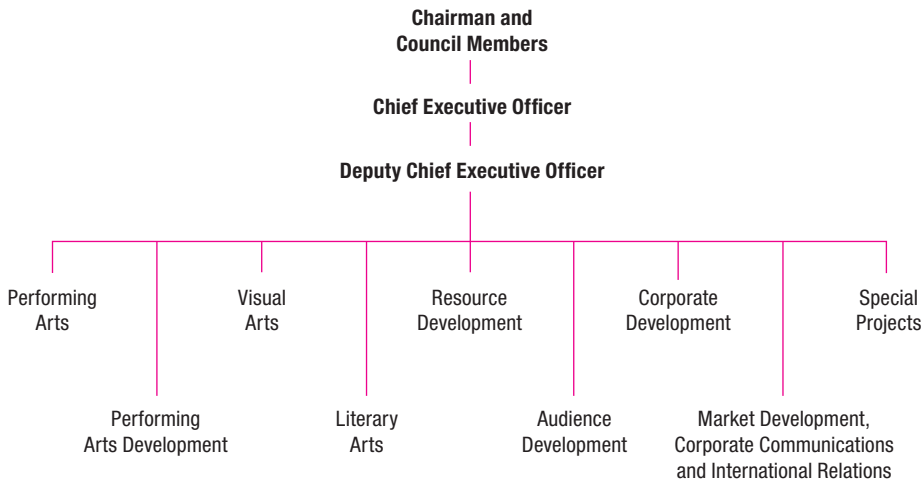 Chairman and
Council Members
Chief Executive Officer
Deputy Chief Executive Officer
Performing
Arts
Visual
Arts
Resource
Development
Corporate
Development
Special
Projects
Performing
Arts Development
Literary
Arts
Audience
Development
Market Development,
Corporate Communications
and International Relations